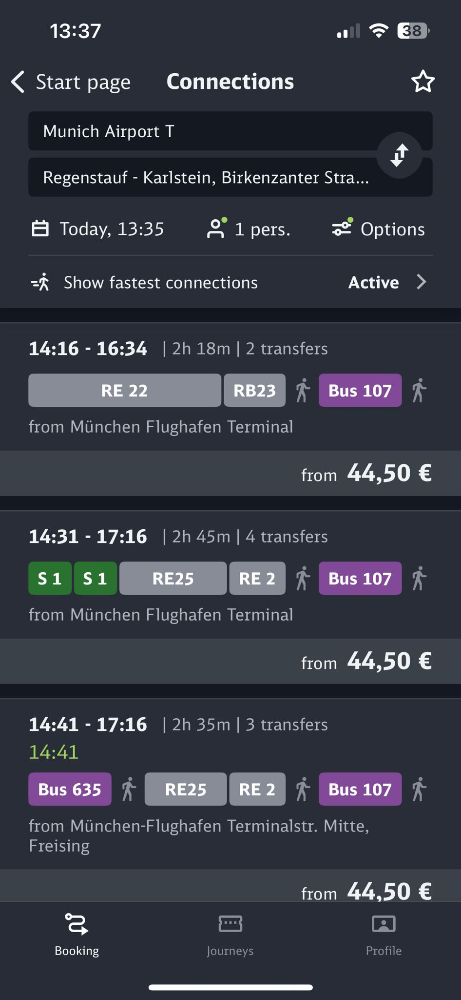 13:37
38
Start page
Connections
Munich Airport T
Regenstauf - Karlstein, Birkenzanter Stra...
Today, 13:35
1 pers.
Options
Show fastest connections
Active
14:16 - 16:34 | 2h 18m | 2 transfers
RE 22 RB23 Bus 107
from München Flughafen Terminal
from 44,50 €
14:31 - 17:16 | 2h 45m | 4 transfers
S 1 S 1 RE25 RE 2 Bus 107
from München Flughafen Terminal
from 44,50 €
14:41 - 17:16 | 2h 35m | 3 transfers
14:41
Bus 635 RE25 RE 2 Bus 107
from München-Flughafen Terminalstr. Mitte,
Freising
from 44,50 €
Booking
Journeys
Profile